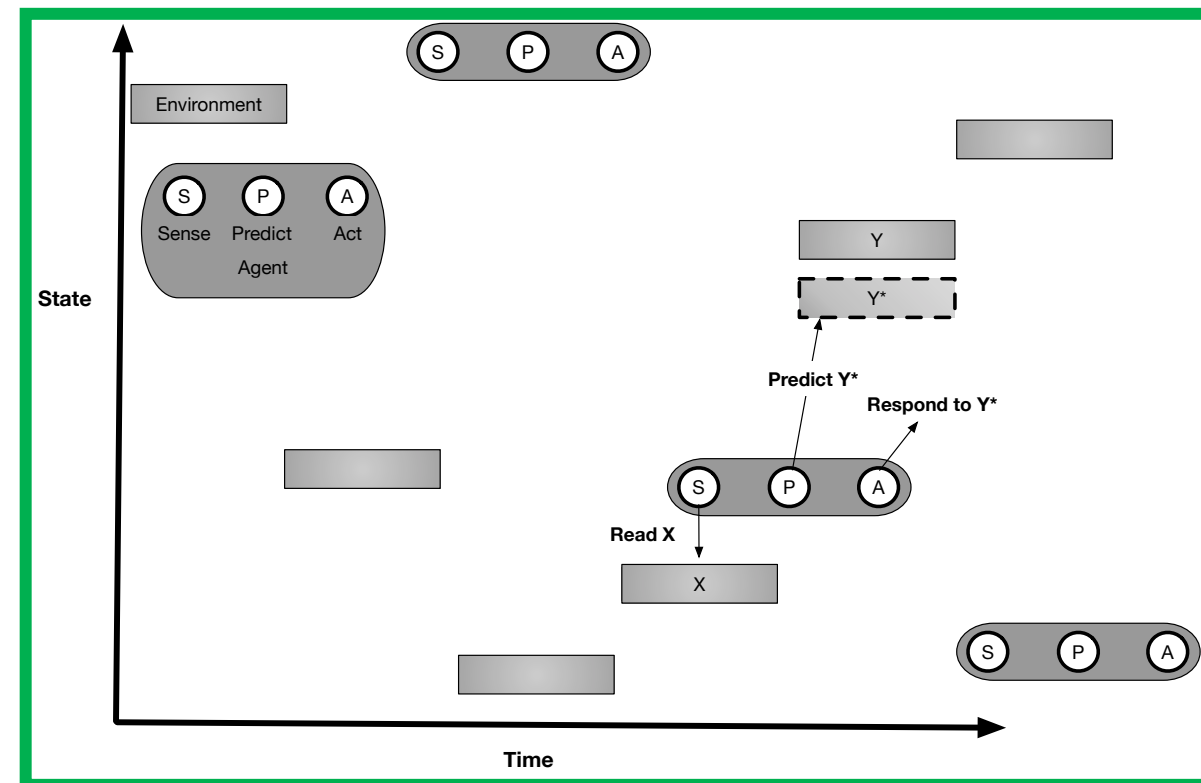 S P A
Environment
S P A
Sense Predict Act
Agent
State
Y
Y*
Predict Y*
Respond to Y*
S P A
Read X
X
S P A
Time